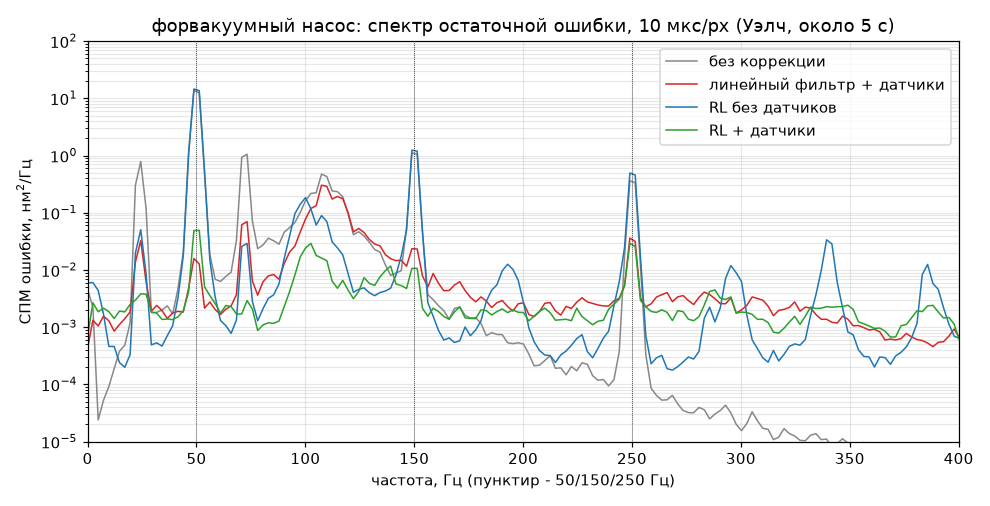 форвакуумный насос: спектр остаточной ошибки, 10 мкс/px (Уэлч, около 5 с)
СПМ ошибки, нм²/Гц
10²
10¹
10⁰
10⁻¹
10⁻²
10⁻³
10⁻⁴
10⁻⁵
без коррекции
линейный фильтр + датчики
RL без датчиков
RL + датчики
0 50 100 150 200 250 300 350 400
частота, Гц (пунктир - 50/150/250 Гц)